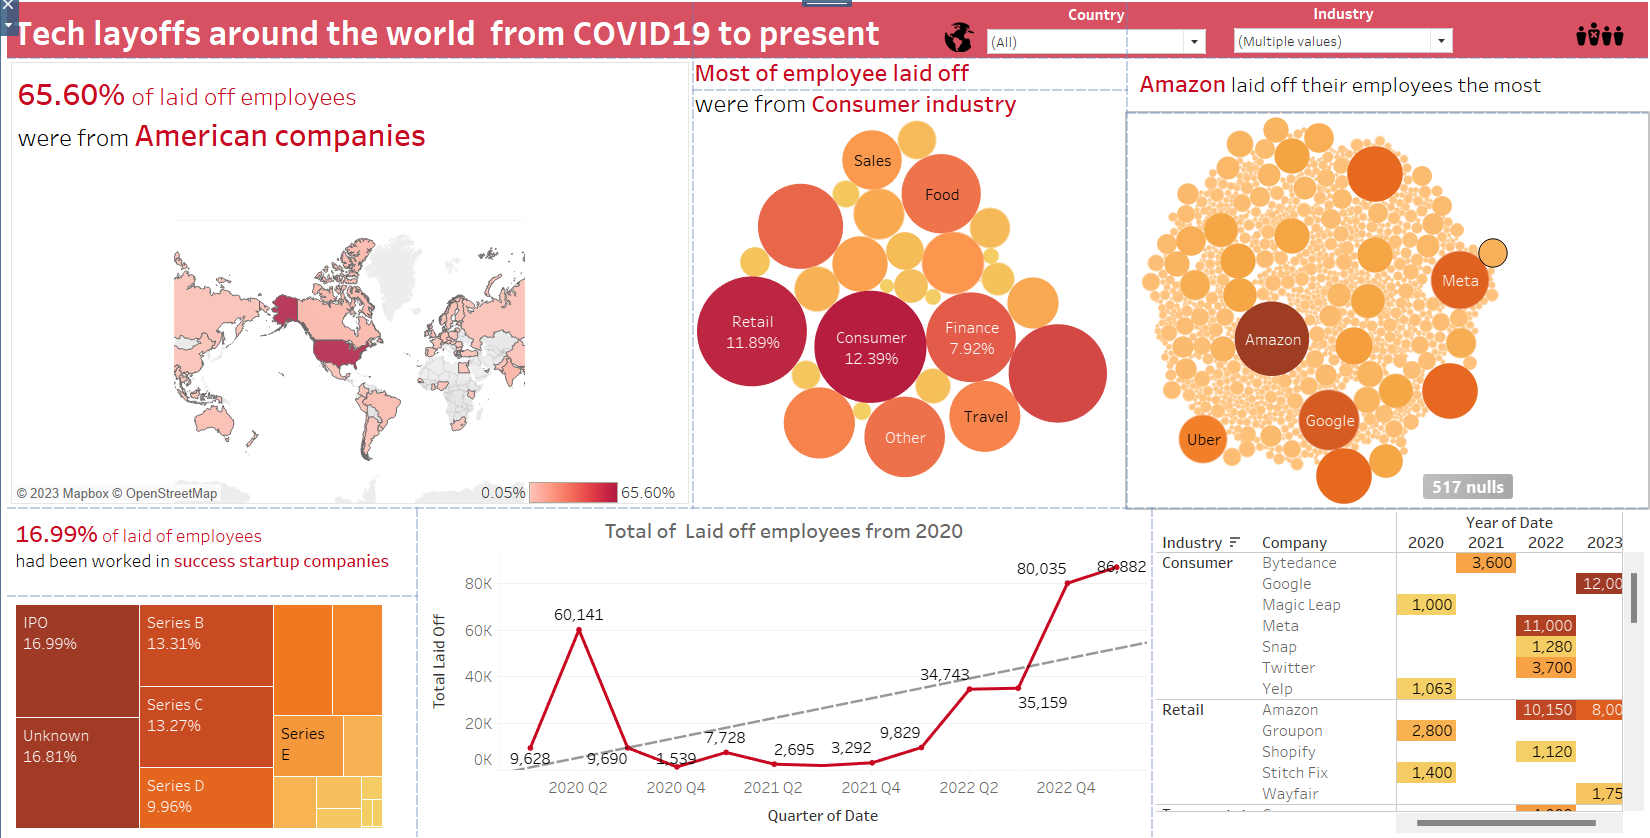 Tech layoffs around the world  from COVID19 to present
Country
(All)
Industry
(Multiple values)
65.60% of laid off employees
were from American companies
© 2023 Mapbox © OpenStreetMap
0.05%
65.60%
Most of employee laid off
were from Consumer industry
Sales
Food
Retail
11.89%
Consumer
12.39%
Finance
7.92%
Travel
Other
Amazon laid off their employees the most
Meta
Amazon
Google
Uber
517 nulls
16.99% of laid of employees
had been worked in success startup companies
IPO
16.99%
Unknown
16.81%
Series B
13.31%
Series C
13.27%
Series D
9.96%
Series
E
Total of  Laid off employees from 2020
Total Laid Off
80K
60K
40K
20K
0K
9,628
60,141
9,690
1,539
7,728
2,695
3,292
9,829
34,743
35,159
80,035
86,882
2020 Q2
2020 Q4
2021 Q2
2021 Q4
2022 Q2
2022 Q4
Quarter of Date
Year of Date
Industry Company 2020 2021 2022 2023
Consumer Bytedance 3,600
Google 12,00
Magic Leap 1,000
Meta 11,000
Snap 1,280
Twitter 3,700
Yelp 1,063
Retail Amazon 10,150 8,00
Groupon 2,800
Shopify 1,120
Stitch Fix 1,400
Wayfair 1,75